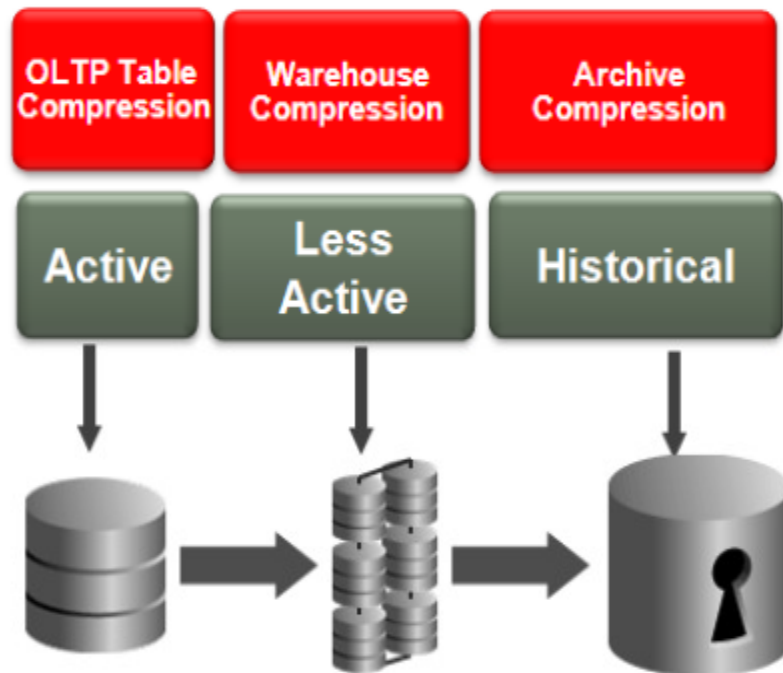 OLTP Table
Compression
Warehouse
Compression
Archive
Compression
Active
Less
Active
Historical